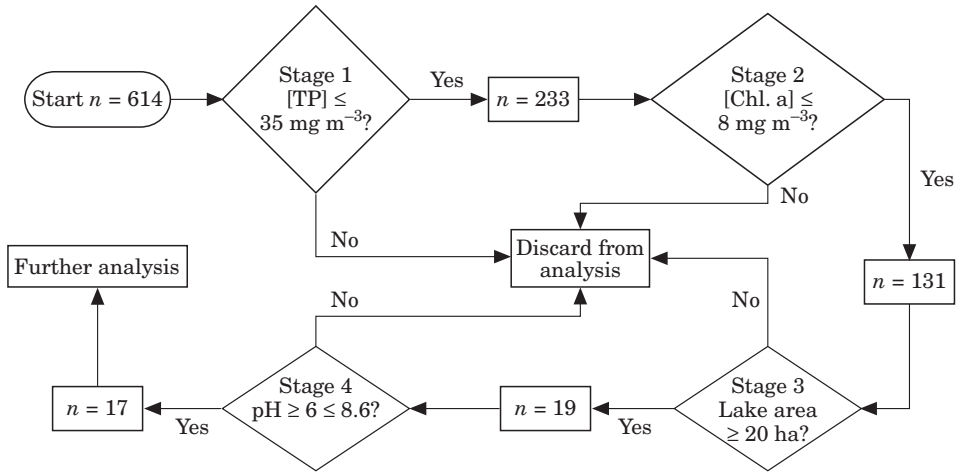 Start n = 614
Stage 1
[TP] ≤
35 mg m⁻³?
Yes
n = 233
Stage 2
[Chl. a] ≤
8 mg m⁻³?
Yes
No
No
Discard from
analysis
Further analysis
n = 131
No
No
Stage 4
pH ≥ 6 ≤ 8.6?
Stage 3
Lake area
≥ 20 ha?
n = 17
Yes
n = 19
Yes